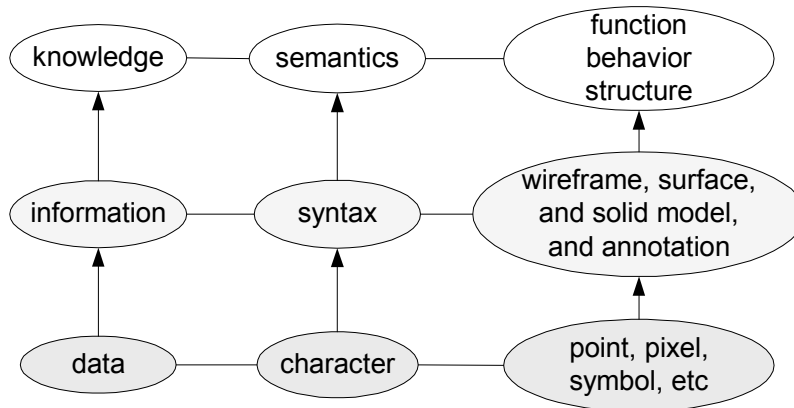 knowledge
semantics
function
behavior
structure
information
syntax
wireframe, surface,
and solid model,
and annotation
data
character
point, pixel,
symbol, etc